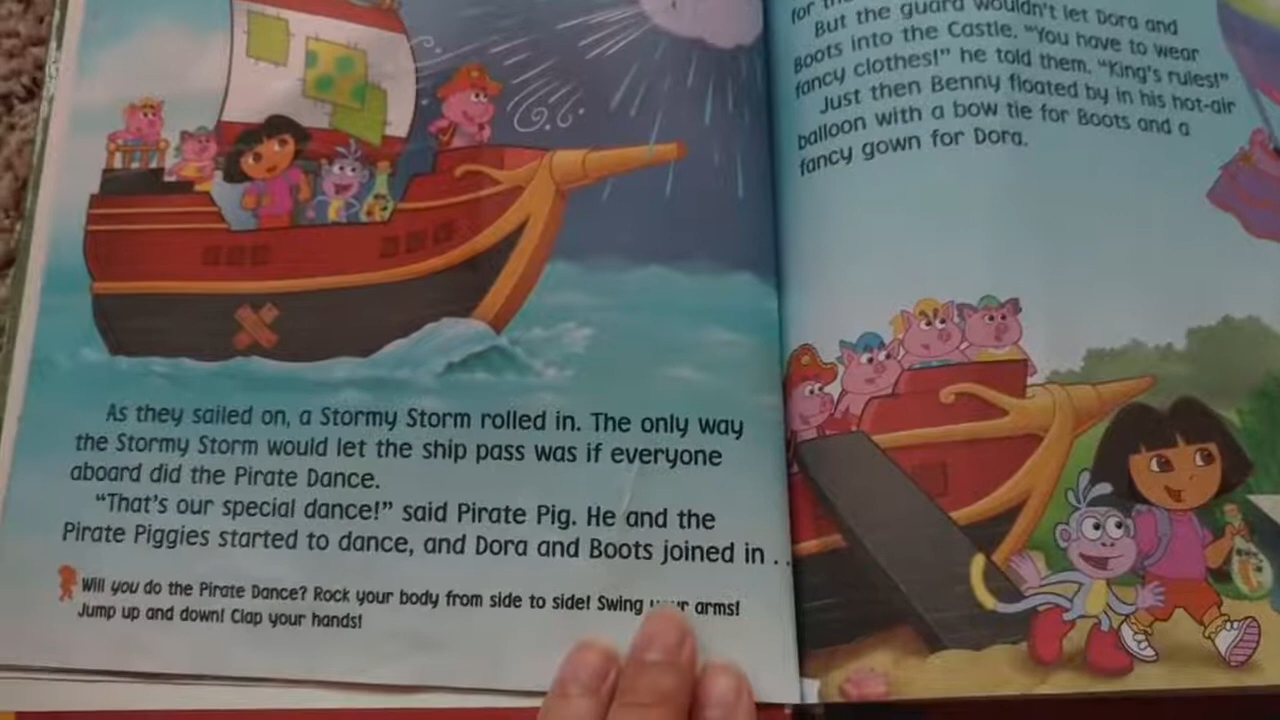 As they sailed on, a Stormy Storm rolled in. The only way
the Stormy Storm would let the ship pass was if everyone
aboard did the Pirate Dance.
“That's our special dance!” said Pirate Pig. He and the
Pirate Piggies started to dance, and Dora and Boots joined in . .
Will you do the Pirate Dance? Rock your body from side to side! Swing your arms!
Jump up and down! Clap your hands!
for
But the guard wouldn't let Dora and
Boots into the Castle. “You have to wear
fancy clothes!” he told them. “King's rules!”
Just then Benny floated by in his hot-air
balloon with a bow tie for Boots and a
fancy gown for Dora.